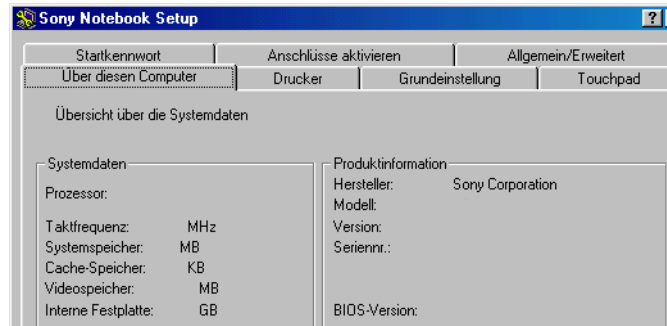 Sony Notebook Setup
Startkennwort Anschlüsse aktivieren Allgemein/Erweitert
Über diesen Computer Drucker Grundeinstellung Touchpad
Übersicht über die Systemdaten
Systemdaten
Prozessor:
Taktfrequenz: MHz
Systemspeicher: MB
Cache-Speicher: KB
Videospeicher: MB
Interne Festplatte: GB
Produktinformation
Hersteller: Sony Corporation
Modell:
Version:
Seriennr.:
BIOS-Version: